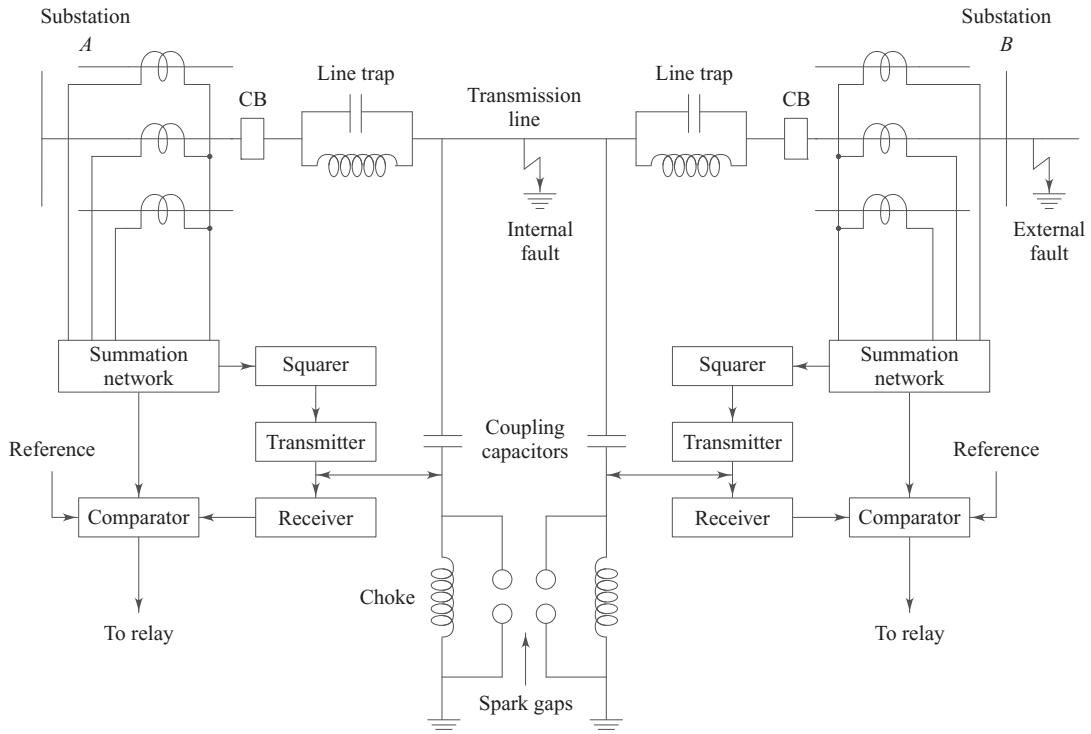 Substation
A
Substation
B
Line trap
Line trap
CB
CB
Transmission
line
Internal
fault
External
fault
Summation
network
Squarer
Squarer
Summation
network
Transmitter
Coupling
capacitors
Transmitter
Reference
Reference
Comparator
Receiver
Receiver
Comparator
Choke
To relay
To relay
Spark gaps